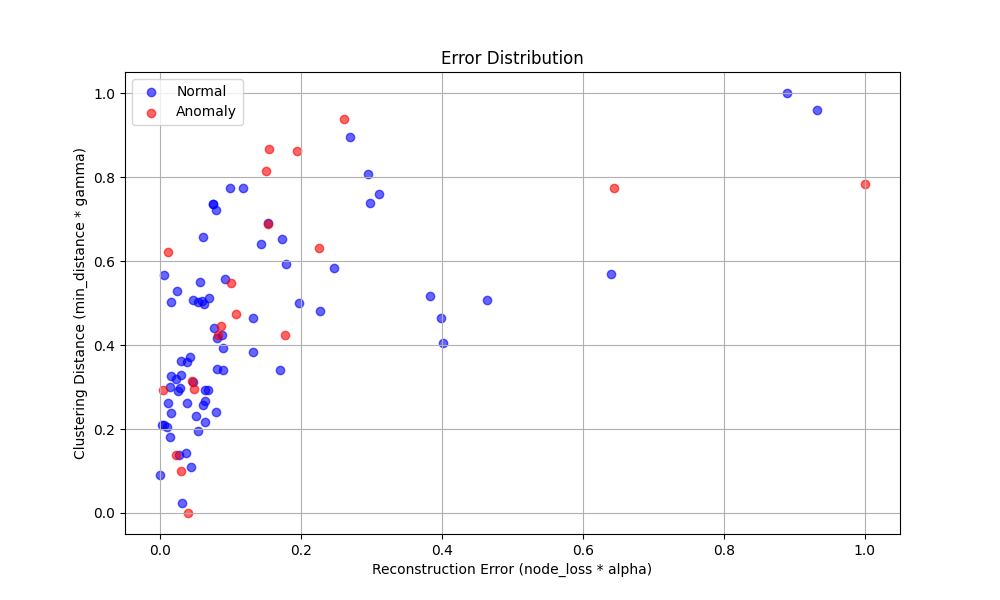 Error Distribution
Normal
Anomaly
Clustering Distance (min_distance * gamma)
1.0
0.8
0.6
0.4
0.2
0.0
0.0 0.2 0.4 0.6 0.8 1.0
Reconstruction Error (node_loss * alpha)